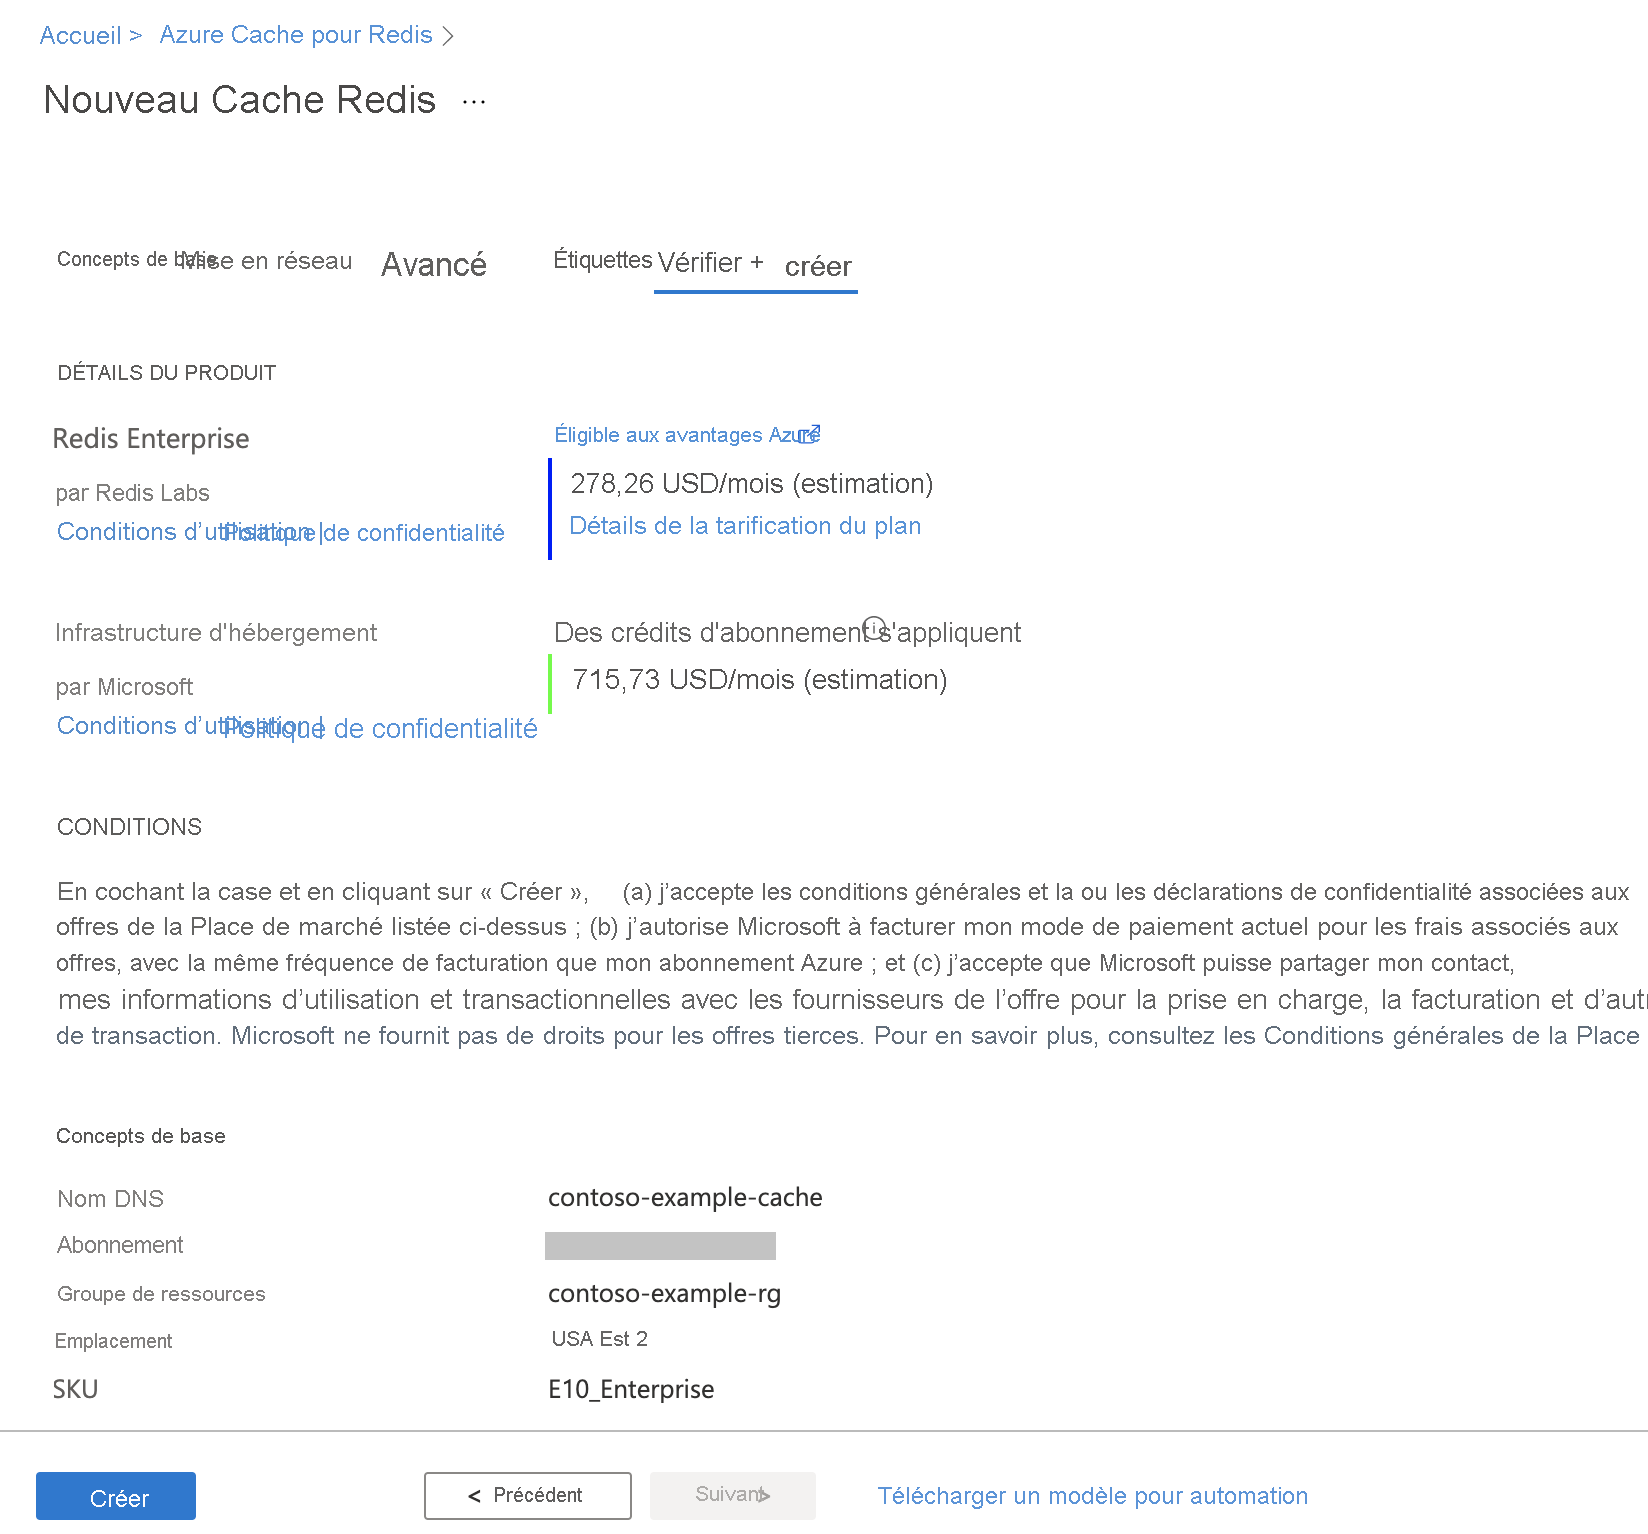 Accueil > Azure Cache pour Redis >
Nouveau Cache Redis ...
Concepts de base Mise en réseau Avancé Étiquettes Vérifier + créer
DÉTAILS DU PRODUIT
Redis Enterprise
par Redis Labs
Conditions d’utilisation | Politique de confidentialité
Éligible aux avantages Azure
278,26 USD/mois (estimation)
Détails de la tarification du plan
Infrastructure d'hébergement
par Microsoft
Conditions d’utilisation | Politique de confidentialité
Des crédits d'abonnement s'appliquent
715,73 USD/mois (estimation)
CONDITIONS
En cochant la case et en cliquant sur « Créer », (a) j’accepte les conditions générales et la ou les déclarations de confidentialité associées aux
offres de la Place de marché listée ci-dessus ; (b) j’autorise Microsoft à facturer mon mode de paiement actuel pour les frais associés aux
offres, avec la même fréquence de facturation que mon abonnement Azure ; et (c) j’accepte que Microsoft puisse partager mon contact,
mes informations d’utilisation et transactionnelles avec les fournisseurs de l’offre pour la prise en charge, la facturation et
de transaction. Microsoft ne fournit pas de droits pour les offres tierces. Pour en savoir plus, consultez les Conditions générales de la Place
Concepts de base
Nom DNS contoso-example-cache
Abonnement
Groupe de ressources contoso-example-rg
Emplacement USA Est 2
SKU E10_Enterprise
Créer < Précédent Suivant > Télécharger un modèle pour automation